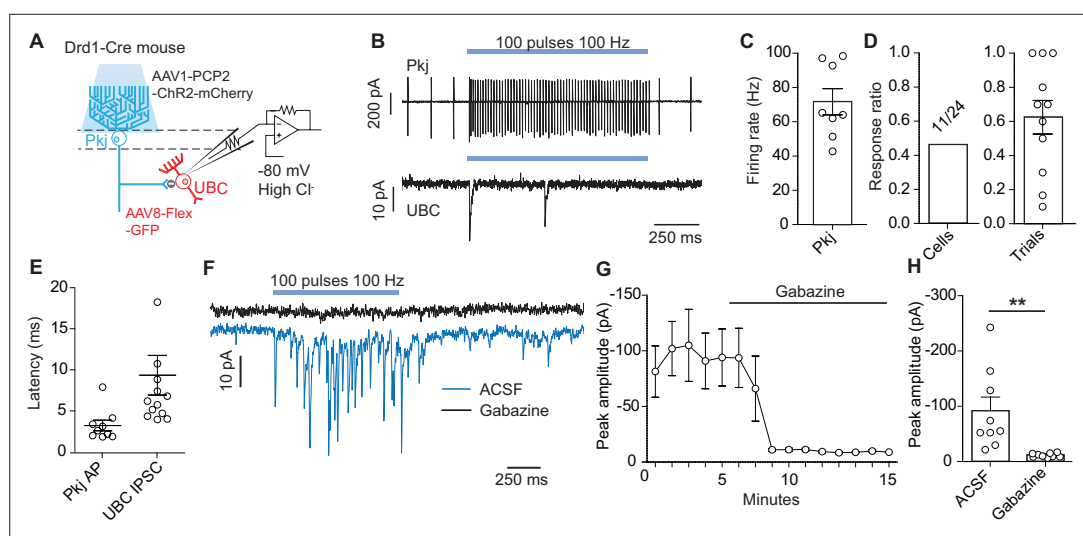 A
Drd1-Cre mouse
AAV1-PCP2
-ChR2-mCherry
Pkj
UBC
AAV8-Flex
-GFP
-80 mV
High Cl-
B
100 pulses 100 Hz
Pkj
200 pA
10 pA
UBC
250 ms
C
Firing rate (Hz)
100
80
60
40
20
0
Pkj
D
Response ratio
1.0
0.8
0.6
0.4
0.2
0.0
11/24
Cells
1.0
0.8
0.6
0.4
0.2
0.0
Trials
E
Latency (ms)
20
15
10
5
0
Pkj AP
UBC IPSC
F
100 pulses 100 Hz
10 pA
ACSF
Gabazine
250 ms
G
Gabazine
Peak amplitude (pA)
-150
-100
-50
0
0
5
10
15
Minutes
H
**
Peak amplitude (pA)
-300
-200
-100
0
ACSF
Gabazine